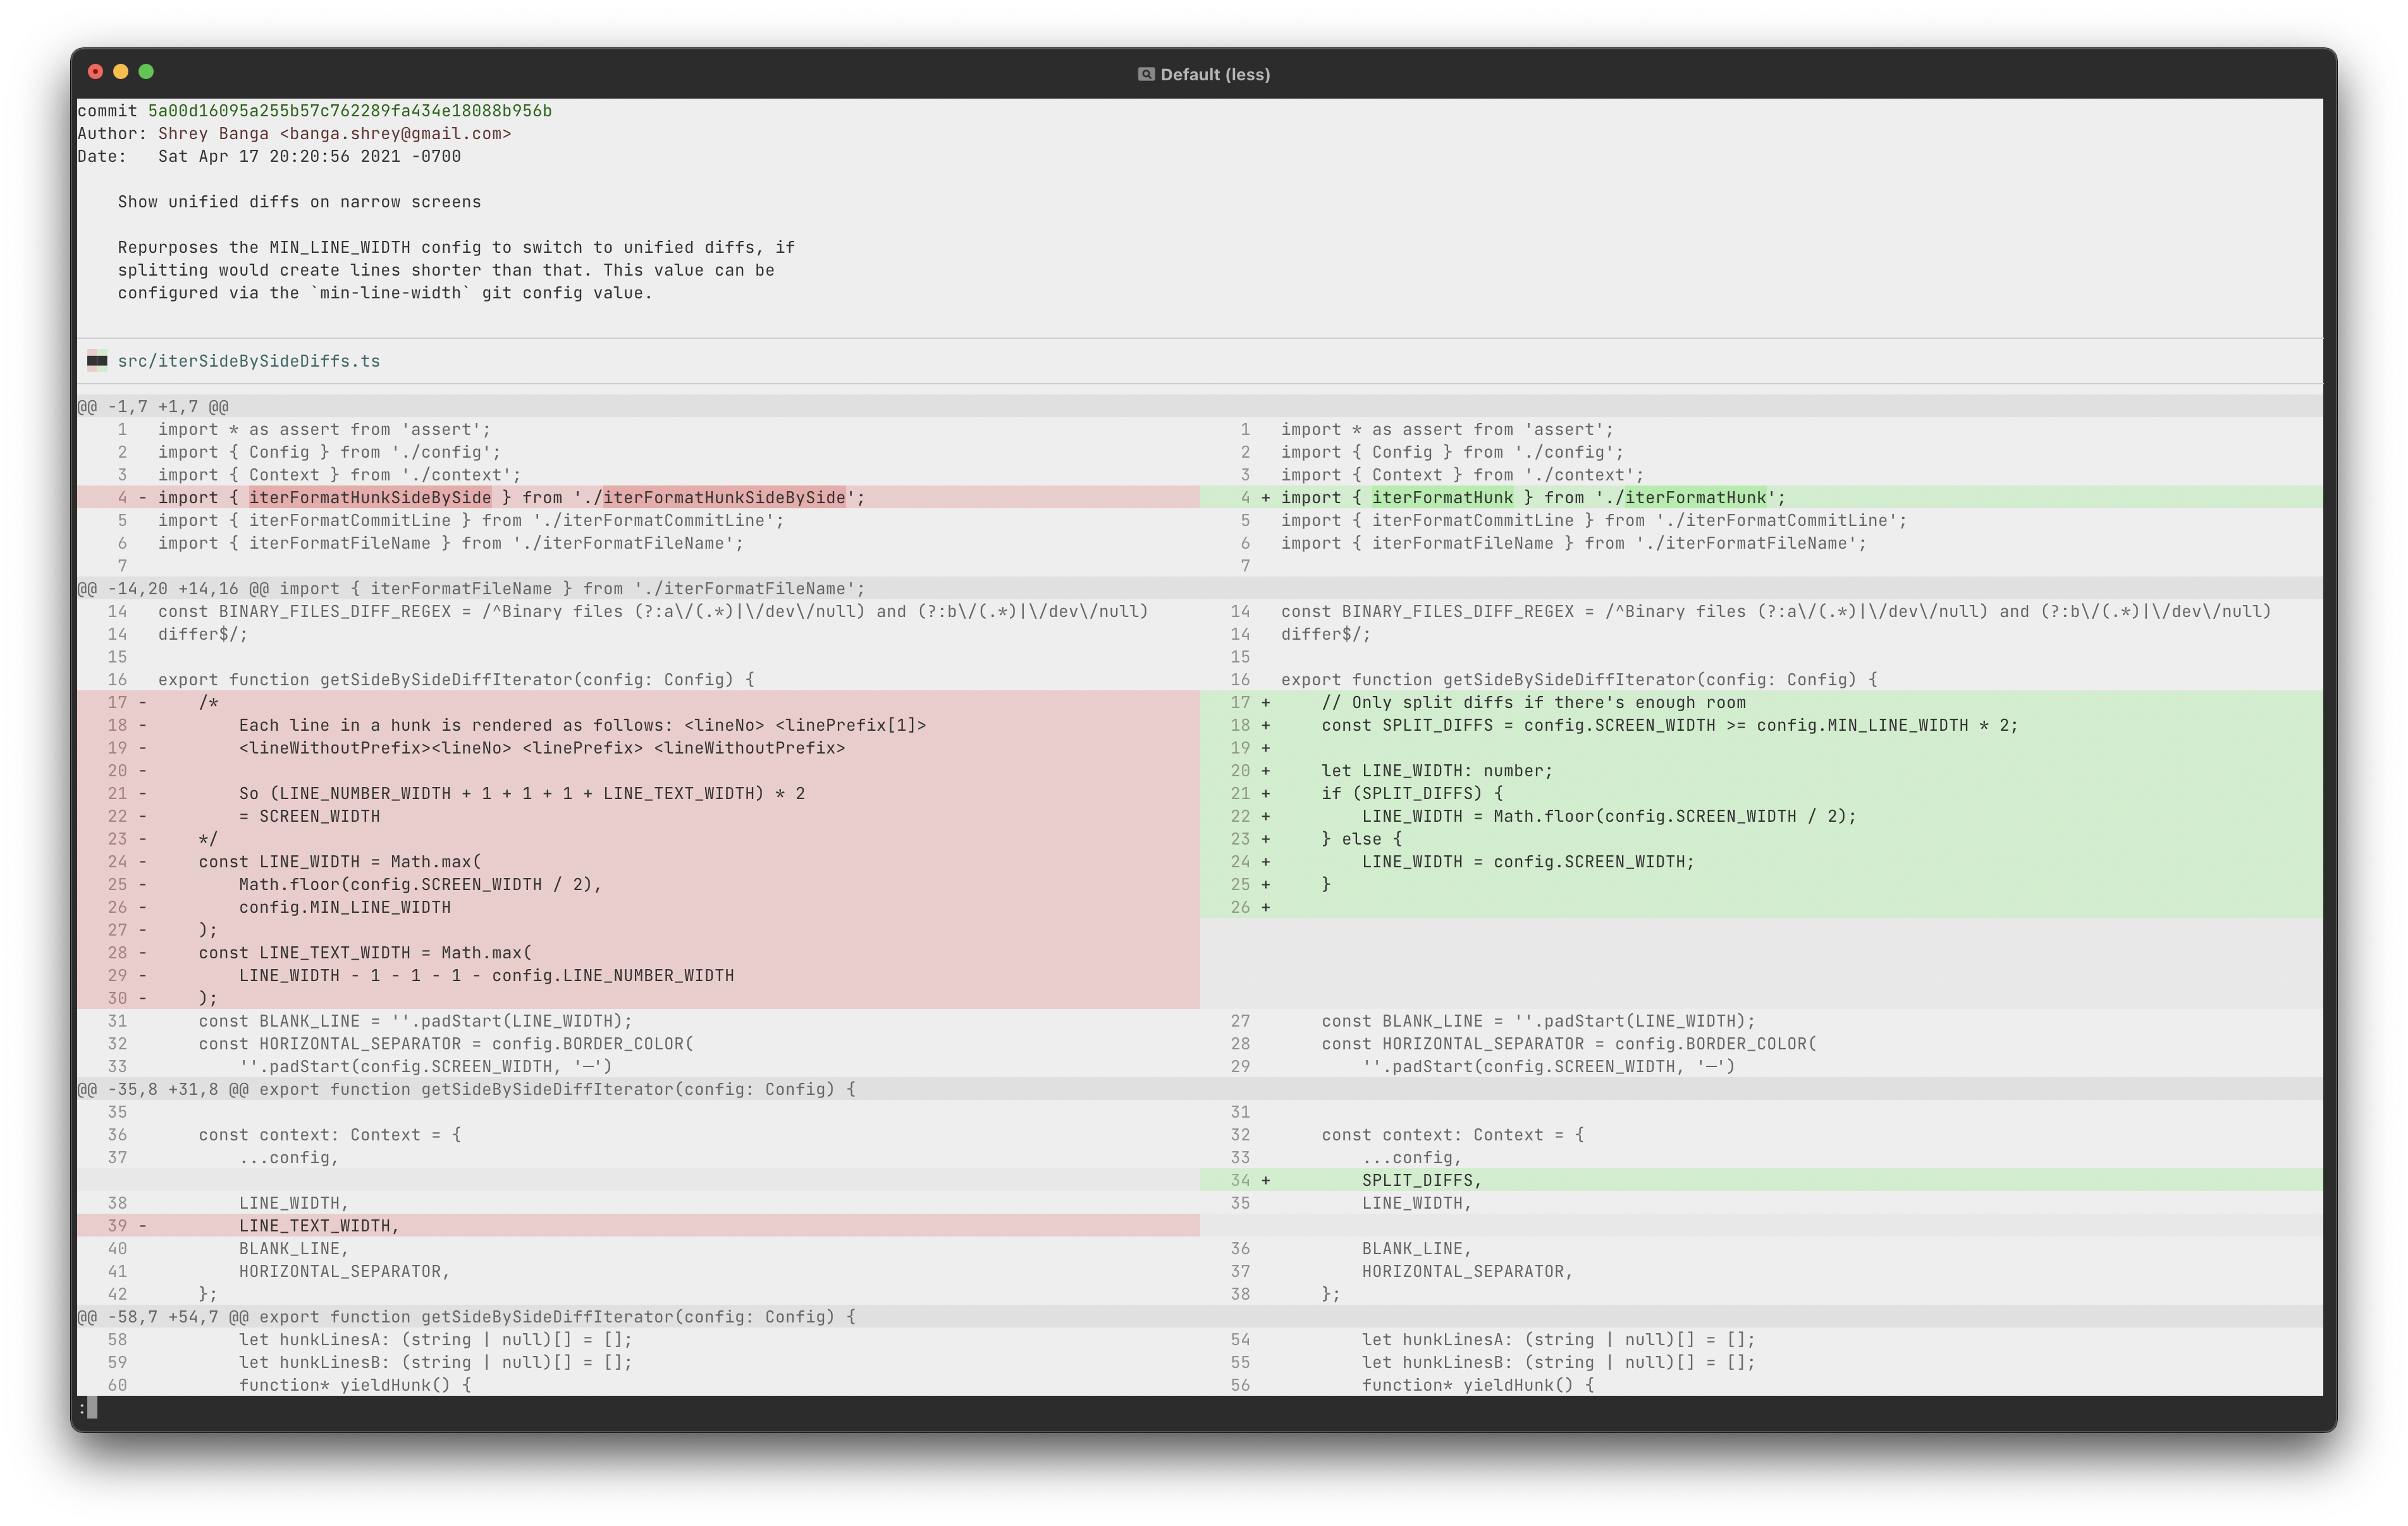 Default (less)
commit 5a00d16095a255b57c762289fa434e18088b956b
Author: Shrey Banga <banga.shrey@gmail.com>
Date:   Sat Apr 17 20:20:56 2021 -0700
    Show unified diffs on narrow screens
    Repurposes the MIN_LINE_WIDTH config to switch to unified diffs, if
    splitting would create lines shorter than that. This value can be
    configured via the `min-line-width` git config value.
src/iterSideBySideDiffs.ts
@@ -1,7 +1,7 @@
1   import * as assert from 'assert';   1   import * as assert from 'assert';
2   import { Config } from './config';   2   import { Config } from './config';
3   import { Context } from './context';   3   import { Context } from './context';
4 - import { iterFormatHunkSideBySide } from './iterFormatHunkSideBySide';   4 + import { iterFormatHunk } from './iterFormatHunk';
5   import { iterFormatCommitLine } from './iterFormatCommitLine';   5   import { iterFormatCommitLine } from './iterFormatCommitLine';
6   import { iterFormatFileName } from './iterFormatFileName';   6   import { iterFormatFileName } from './iterFormatFileName';
7   7
@@ -14,20 +14,16 @@ import { iterFormatFileName } from './iterFormatFileName';
14   const BINARY_FILES_DIFF_REGEX = /^Binary files (?:a\/(.*)|\/dev\/null) and (?:b\/(.*)|\/dev\/null)   14   const BINARY_FILES_DIFF_REGEX = /^Binary files (?:a\/(.*)|\/dev\/null) and (?:b\/(.*)|\/dev\/null)
14   differ$/;   14   differ$/;
15   15
16   export function getSideBySideDiffIterator(config: Config) {   16   export function getSideBySideDiffIterator(config: Config) {
17 -     /*   17 +     // Only split diffs if there's enough room
18 -         Each line in a hunk is rendered as follows: <lineNo> <linePrefix[1]>   18 +     const SPLIT_DIFFS = config.SCREEN_WIDTH >= config.MIN_LINE_WIDTH * 2;
19 -         <lineWithoutPrefix><lineNo> <linePrefix> <lineWithoutPrefix>   19 +
20 -   20 +     let LINE_WIDTH: number;
21 -         So (LINE_NUMBER_WIDTH + 1 + 1 + 1 + LINE_TEXT_WIDTH) * 2   21 +     if (SPLIT_DIFFS) {
22 -         = SCREEN_WIDTH   22 +         LINE_WIDTH = Math.floor(config.SCREEN_WIDTH / 2);
23 -     */   23 +     } else {
24 -     const LINE_WIDTH = Math.max(   24 +         LINE_WIDTH = config.SCREEN_WIDTH;
25 -         Math.floor(config.SCREEN_WIDTH / 2),   25 +     }
26 -         config.MIN_LINE_WIDTH   26 +
27 -     );
28 -     const LINE_TEXT_WIDTH = Math.max(
29 -         LINE_WIDTH - 1 - 1 - 1 - config.LINE_NUMBER_WIDTH
30 -     );
31       const BLANK_LINE = ''.padStart(LINE_WIDTH);   27       const BLANK_LINE = ''.padStart(LINE_WIDTH);
32       const HORIZONTAL_SEPARATOR = config.BORDER_COLOR(   28       const HORIZONTAL_SEPARATOR = config.BORDER_COLOR(
33           ''.padStart(config.SCREEN_WIDTH, '─')   29           ''.padStart(config.SCREEN_WIDTH, '─')
@@ -35,8 +31,8 @@ export function getSideBySideDiffIterator(config: Config) {
35   31
36       const context: Context = {   32       const context: Context = {
37           ...config,   33           ...config,
34 +         SPLIT_DIFFS,
38           LINE_WIDTH,   35           LINE_WIDTH,
39 -         LINE_TEXT_WIDTH,
40           BLANK_LINE,   36           BLANK_LINE,
41           HORIZONTAL_SEPARATOR,   37           HORIZONTAL_SEPARATOR,
42       };   38       };
@@ -58,7 +54,7 @@ export function getSideBySideDiffIterator(config: Config) {
58           let hunkLinesA: (string | null)[] = [];   54           let hunkLinesA: (string | null)[] = [];
59           let hunkLinesB: (string | null)[] = [];   55           let hunkLinesB: (string | null)[] = [];
60           function* yieldHunk() {   56           function* yieldHunk() {
: